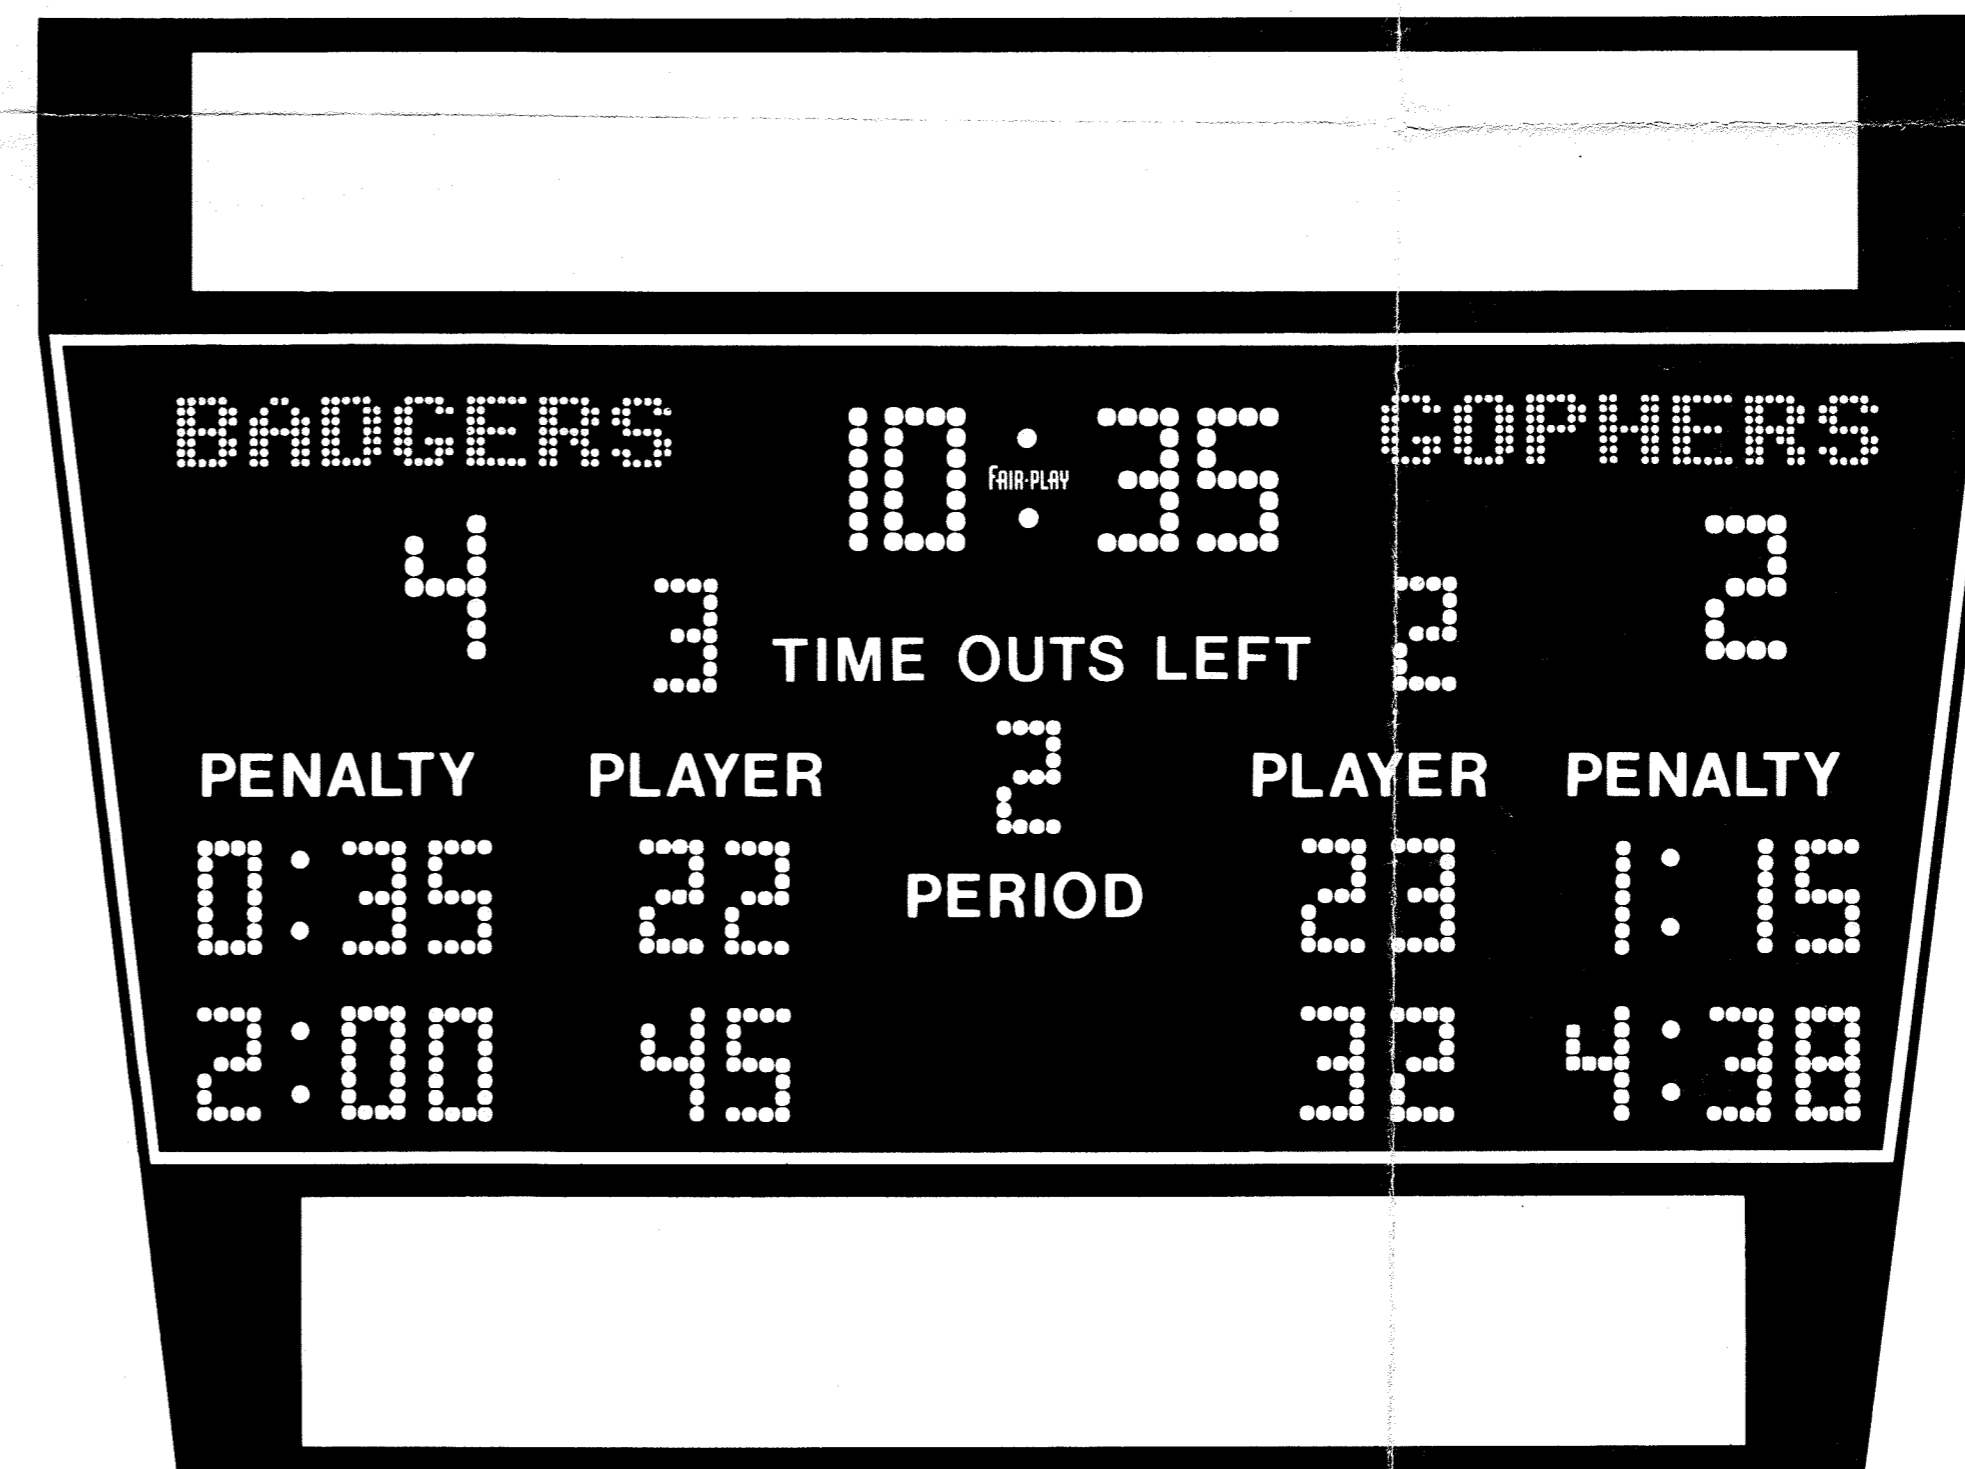 BADGERS 10:35 GOPHERS
FAIR-PLAY
4 3 TIME OUTS LEFT 2 2
PENALTY PLAYER 2 PLAYER PENALTY
0:35 22 PERIOD 23 1:15
2:00 45 32 4:38